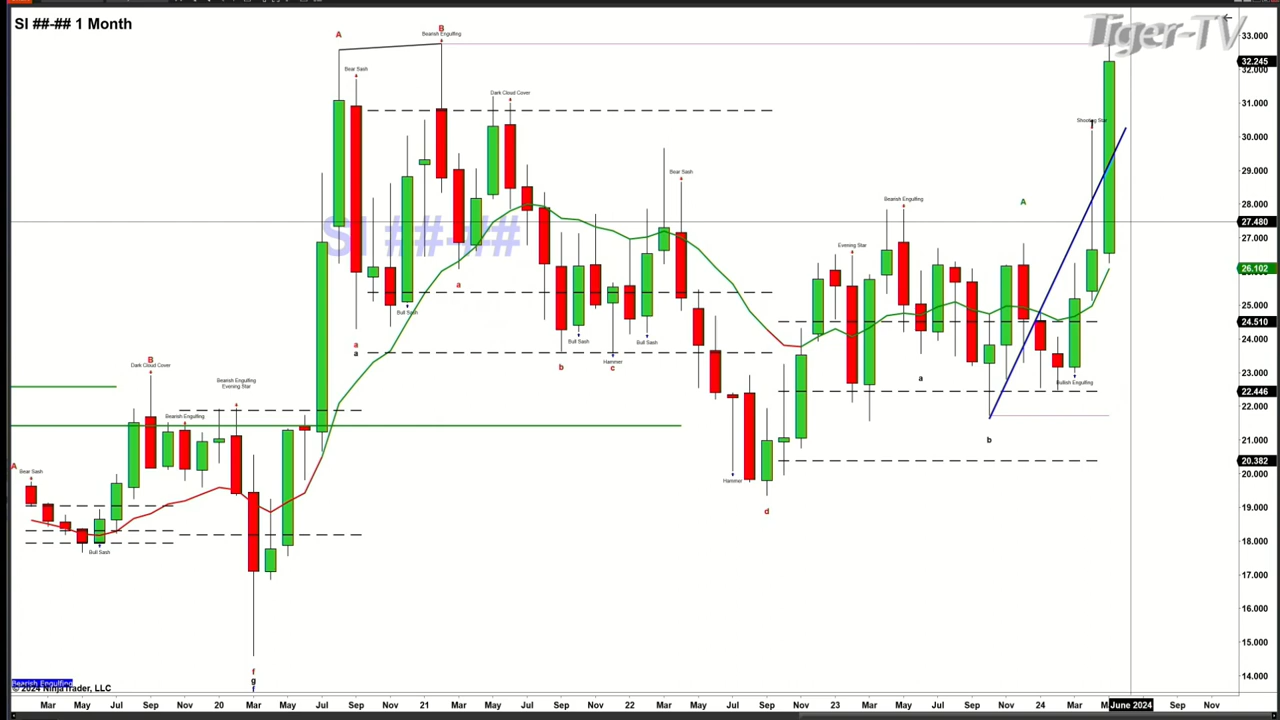 SI ##-## 1 Month
Tiger-TV
A
B
Bearish Engulfing
Bear Sash
Dark Cloud Cover
33.000
32.245
32.000
31.000
30.000
29.000
28.000
27.480
27.000
26.102
25.000
24.510
24.000
23.000
22.446
22.000
21.000
20.382
20.000
19.000
18.000
17.000
16.000
15.000
14.000
Shooting Star
f
Bear Sash
Bearish Engulfing
A
Evening Star
SI ##-##
a
Bull Sash
a
a
Bull Sash
Hammer
Bull Sash
b
c
B
Dark Cloud Cover
Bearish Engulfing
Evening Star
Bearish Engulfing
a
Bullish Engulfing
b
A
Bear Sash
Hammer
d
Bull Sash
f
g
f
Bearish Engulfing
© 2024 NinjaTrader, LLC
Mar May Jul Sep Nov 20 Mar May Jul Sep Nov 21 Mar May Jul Sep Nov 22 Mar May Jul Sep Nov 23 Mar May Jul Sep Nov 24 Mar M June 2024 Sep Nov